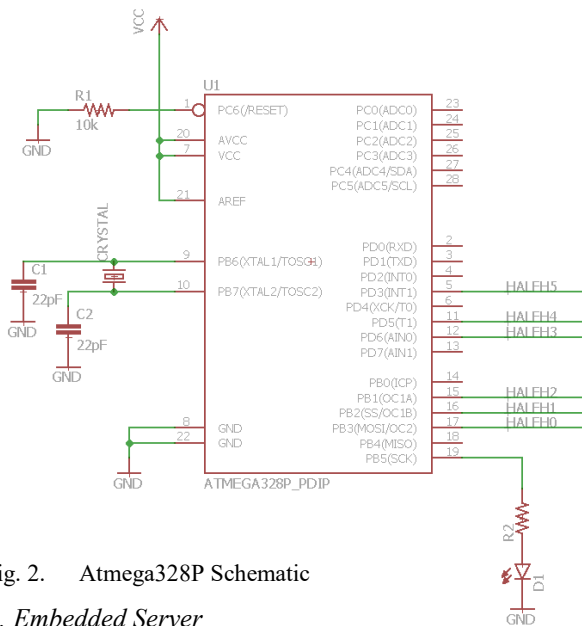 VCC
U1
R1
10k
GND
1
PC6(/RESET)
20
AVCC
7
VCC
21
AREF
CRYSTAL
9
PB6(XTAL1/TOSC1)
10
PB7(XTAL2/TOSC2)
C1
22pF
GND
C2
22pF
GND
8
GND
22
GND
GND
PC0(ADC0) 23
PC1(ADC1) 24
PC2(ADC2) 25
PC3(ADC3) 26
PC4(ADC4/SDA) 27
PC5(ADC5/SCL) 28
PD0(RXD) 2
PD1(TXD) 3
PD2(INT0) 4
PD3(INT1) 5 HALFH5
PD4(XCK/T0) 6
PD5(T1) 11 HALFH4
PD6(AIN0) 12 HALFH3
PD7(AIN1) 13
PB0(ICP) 14
PB1(OC1A) 15 HALFH2
PB2(SS/OC1B) 16 HALFH1
PB3(MOSI/OC2) 17 HALFH0
PB4(MISO) 18
PB5(SCK) 19
ATMEGA328P_PDIP
R2
D1
GND
ig. 2. Atmega328P Schematic
. Embedded Server